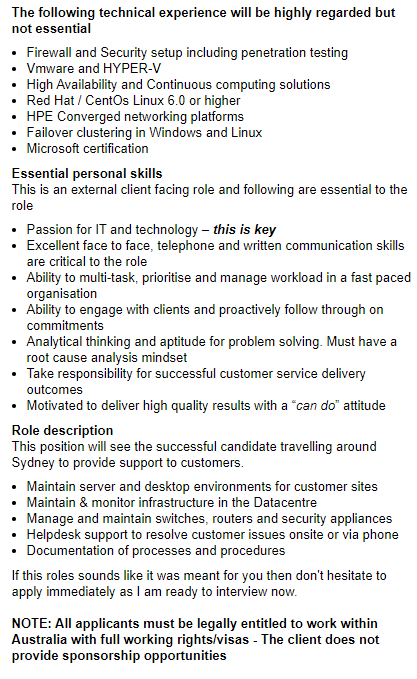 The following technical experience will be highly regarded but
not essential
• Firewall and Security setup including penetration testing
• Vmware and HYPER-V
• High Availability and Continuous computing solutions
• Red Hat / CentOs Linux 6.0 or higher
• HPE Converged networking platforms
• Failover clustering in Windows and Linux
• Microsoft certification
Essential personal skills
This is an external client facing role and following are essential to the
role
• Passion for IT and technology – this is key
• Excellent face to face, telephone and written communication skills
are critical to the role
• Ability to multi-task, prioritise and manage workload in a fast paced
organisation
• Ability to engage with clients and proactively follow through on
commitments
• Analytical thinking and aptitude for problem solving. Must have a
root cause analysis mindset
• Take responsibility for successful customer service delivery
outcomes
• Motivated to deliver high quality results with a “can do” attitude
Role description
This position will see the successful candidate travelling around
Sydney to provide support to customers.
• Maintain server and desktop environments for customer sites
• Maintain & monitor infrastructure in the Datacentre
• Manage and maintain switches, routers and security appliances
• Helpdesk support to resolve customer issues onsite or via phone
• Documentation of processes and procedures
If this roles sounds like it was meant for you then don't hesitate to
apply immediately as I am ready to interview now.
NOTE: All applicants must be legally entitled to work within
Australia with full working rights/visas - The client does not
provide sponsorship opportunities